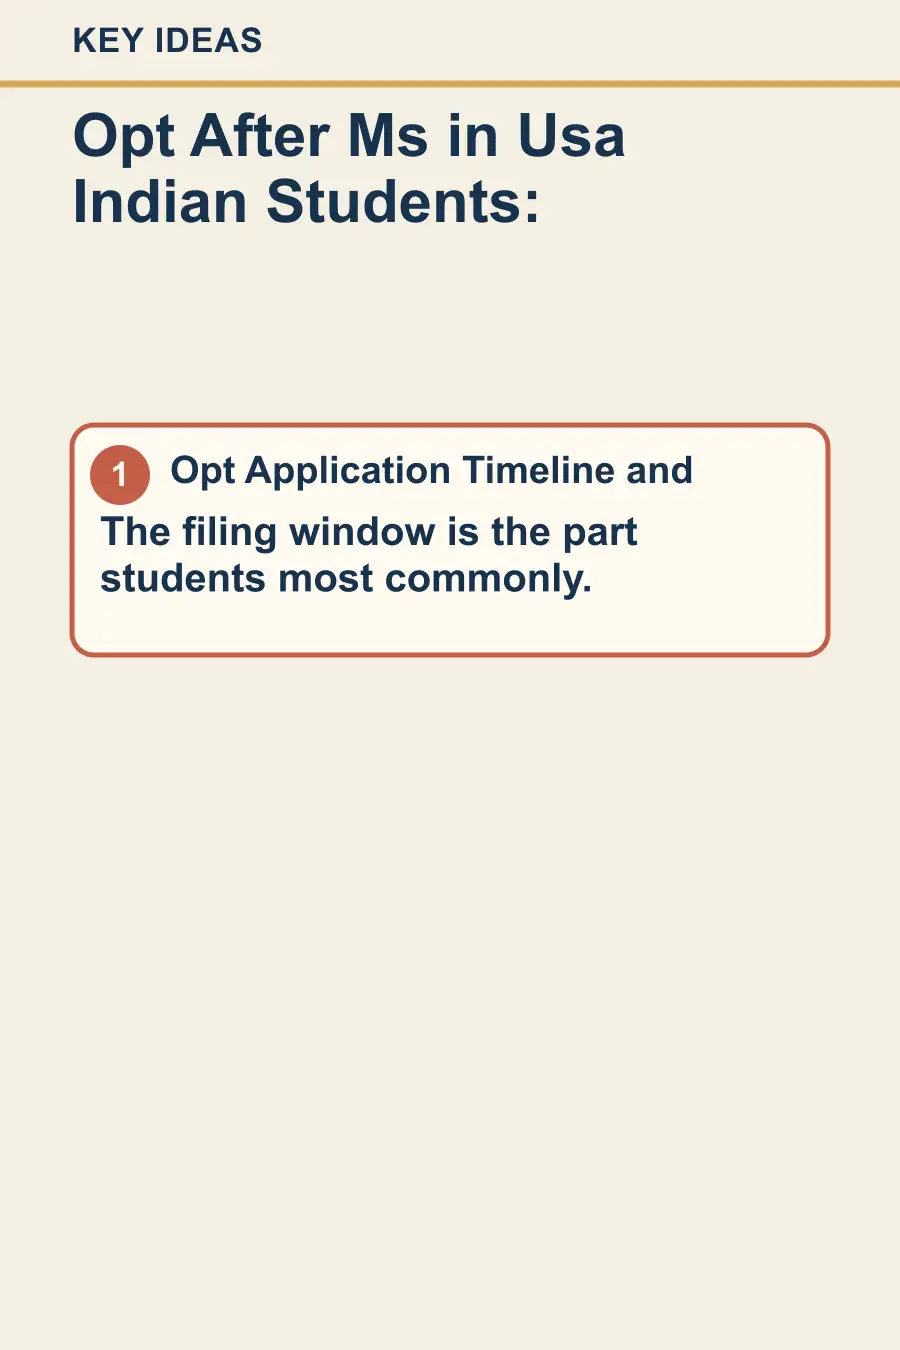 KEY IDEAS
Opt After Ms in Usa
Indian Students:
1 Opt Application Timeline and
The filing window is the part
students most commonly.